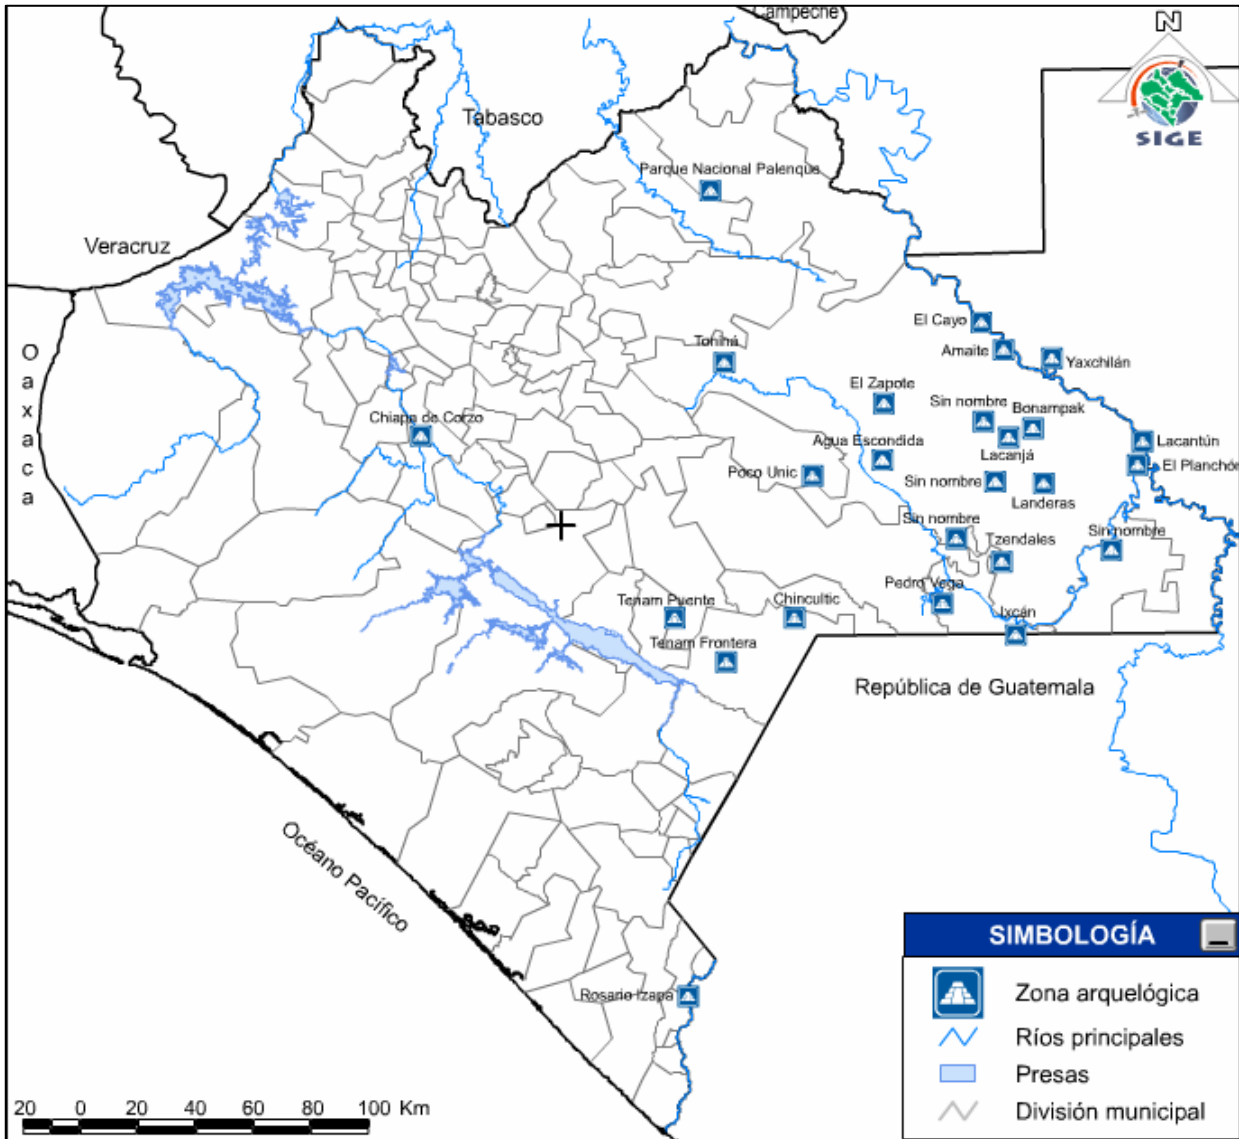 Campeche
N
SIGE
Tabasco
Parque Nacional Palenque
Veracruz
Oaxaca
El Cayo
Amaite
Yaxchilán
Toniná
El Zapote
Sin nombre
Bonampak
Chiapa de Corzo
Lacanjá
Lacantún
Agua Escondida
El Planchón
Poco Unic
Sin nombre
Landeras
Sin nombre
Sin nombre
Tzendales
Pedro Vega
Tenam Puente
Chincultic
Ixcán
Tenam Frontera
República de Guatemala
Océano Pacífico
Rosario Izapa
SIMBOLOGÍA
Zona arquelógica
Ríos principales
Presas
División municipal
20 0 20 40 60 80 100 Km